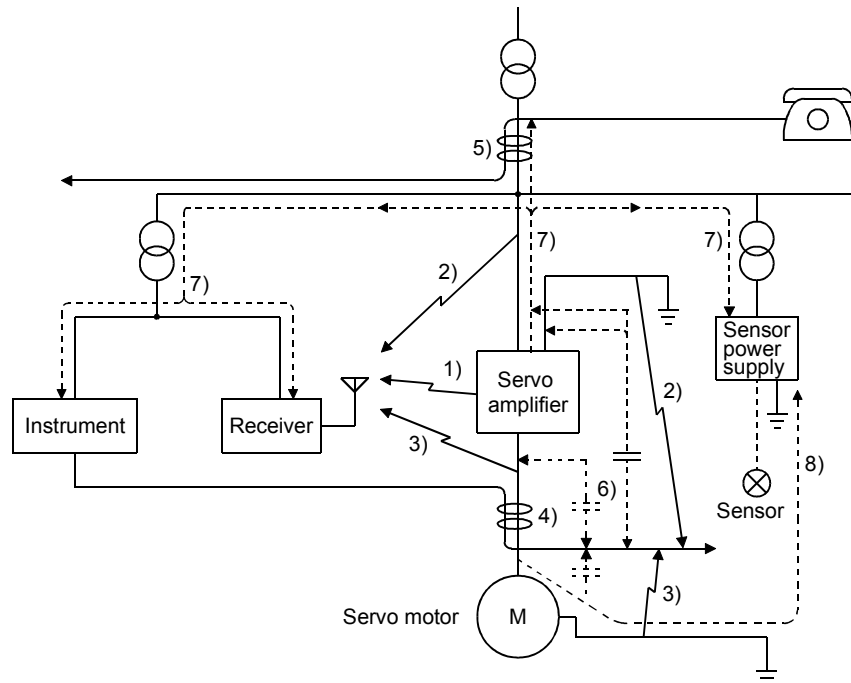 5)
7)
7)
2)
7)
Sensor
power
supply
1)
Servo
amplifier
2)
Instrument
Receiver
3)
8)
6)
4)
Sensor
3)
Servo motor
M